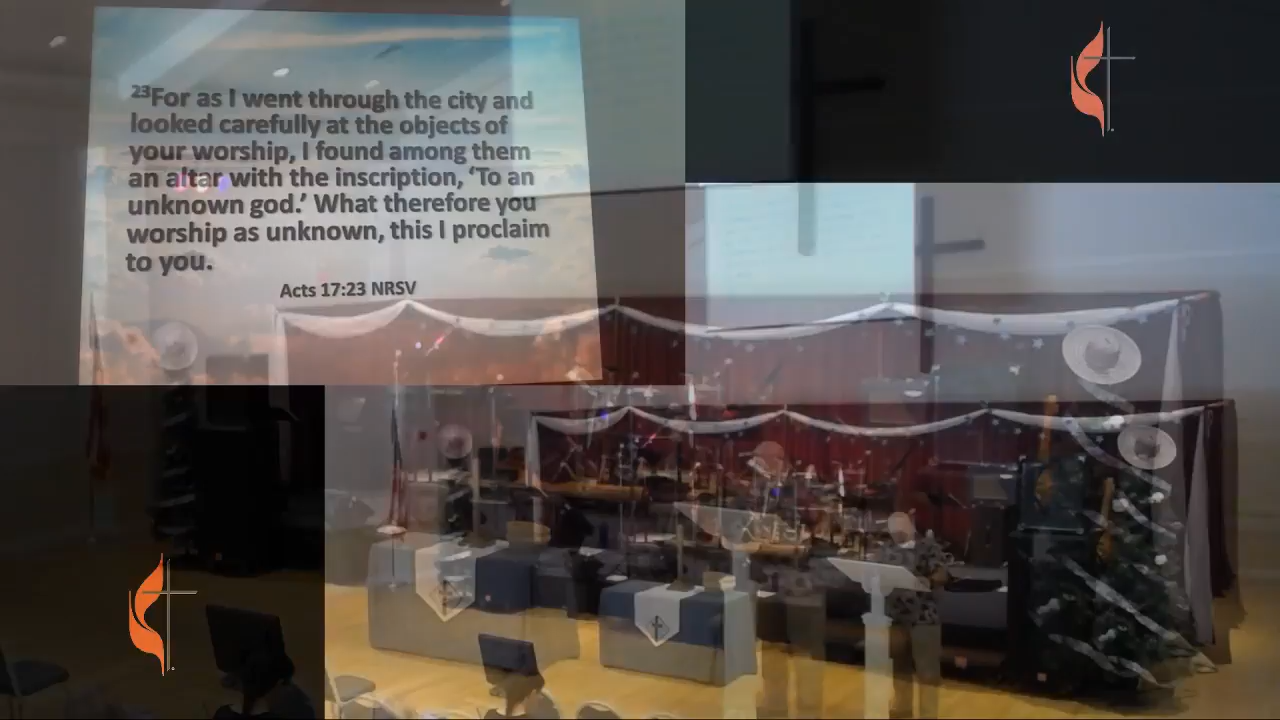 23For as I went through the city and
looked carefully at the objects of
your worship, I found among them
an altar with the inscription, ‘To an
unknown god.’ What therefore you
worship as unknown, this I proclaim
to you.
Acts 17:23 NRSV